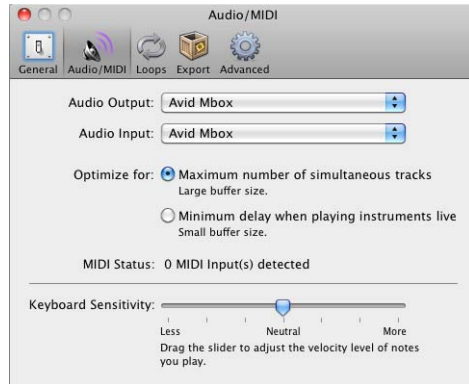 Audio/MIDI
General Audio/MIDI Loops Export Advanced
Audio Output: Avid Mbox
Audio Input: Avid Mbox
Optimize for: Maximum number of simultaneous tracks
Large buffer size.
Minimum delay when playing instruments live
Small buffer size.
MIDI Status: 0 MIDI Input(s) detected
Keyboard Sensitivity:
Less Neutral More
Drag the slider to adjust the velocity level of notes
you play.